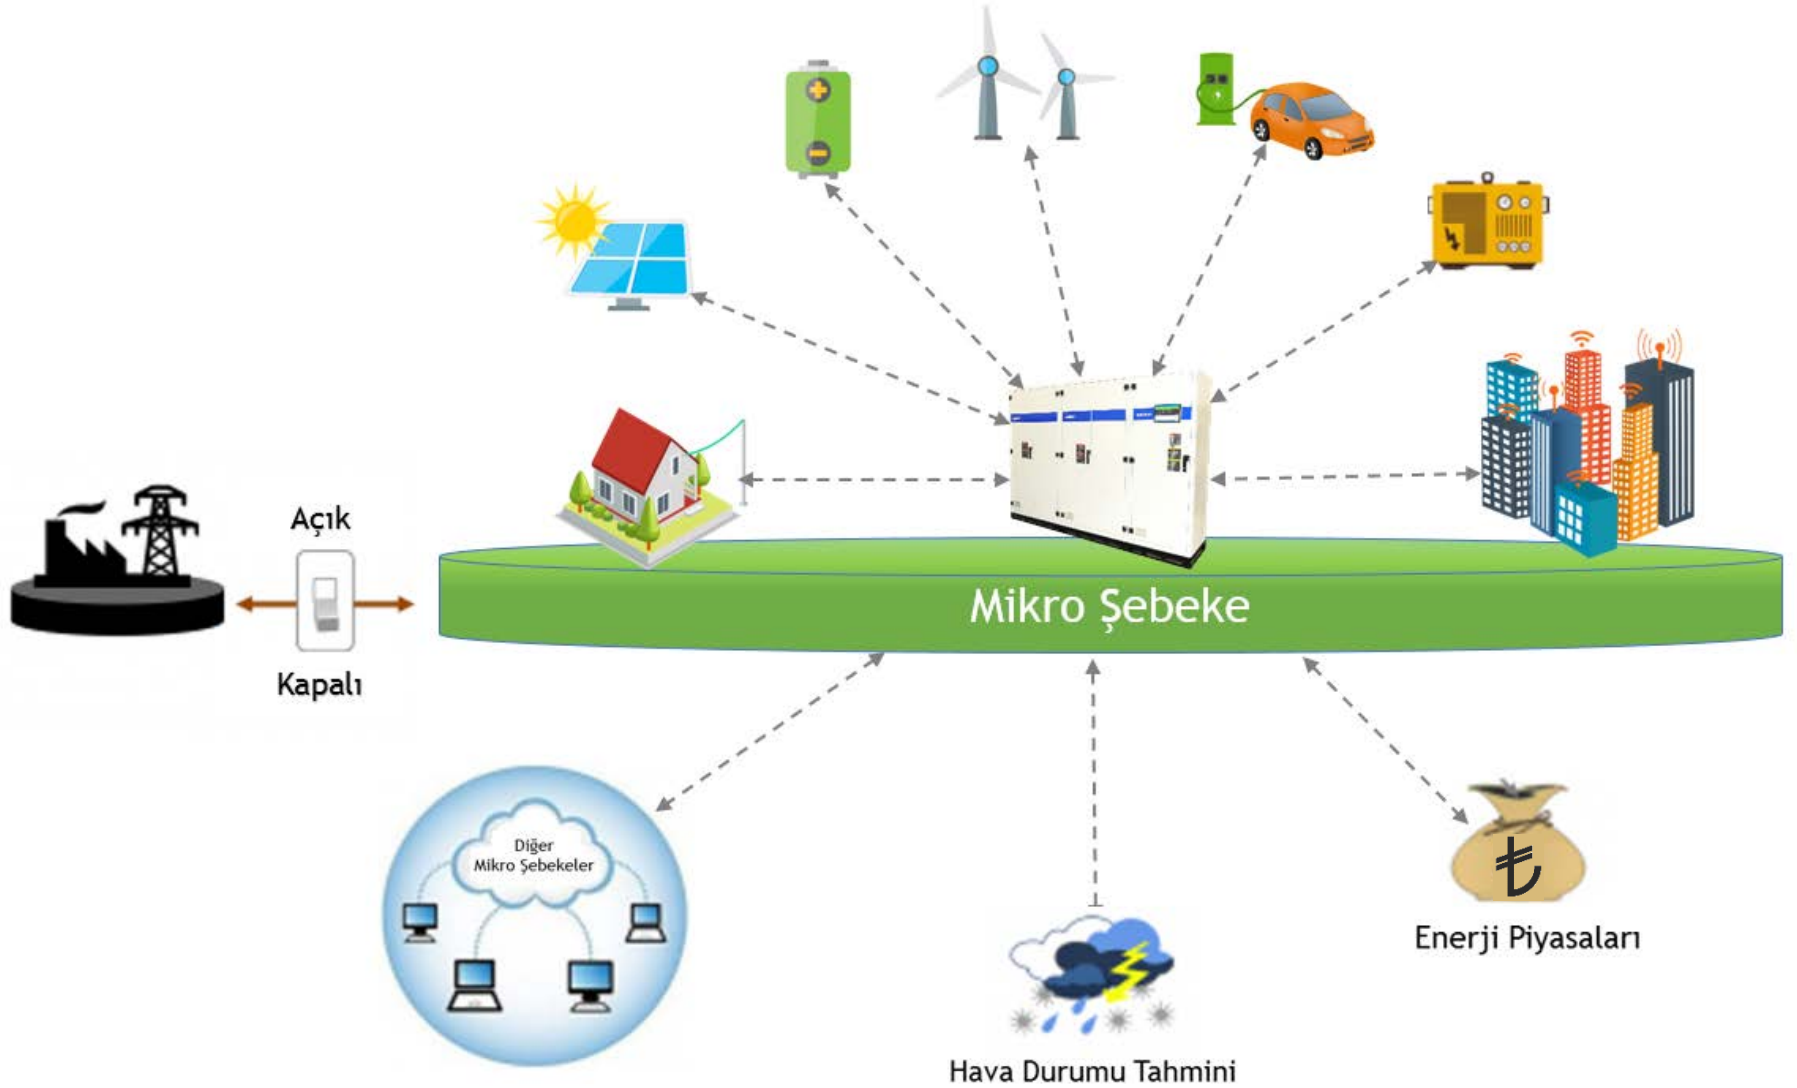 Açık
Kapalı
Mikro Şebeke
Diğer
Mikro Şebekeler
₺
Enerji Piyasaları
Hava Durumu Tahmini